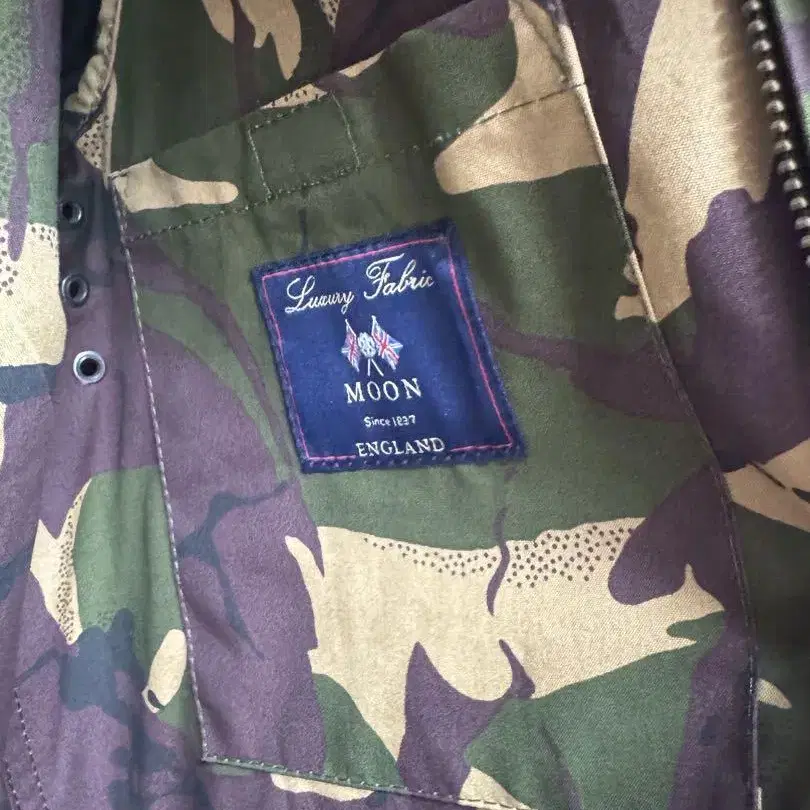 Luxury Fabric
MOON
Since 1837
ENGLAND